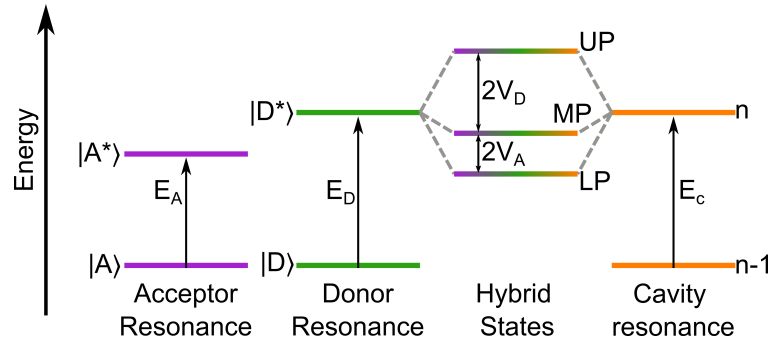 Energy
|A*⟩
E_A
|A⟩
Acceptor
Resonance
|D*⟩
E_D
|D⟩
Donor
Resonance
UP
2V_D
MP
2V_A
LP
Hybrid
States
n
E_c
n-1
Cavity
resonance